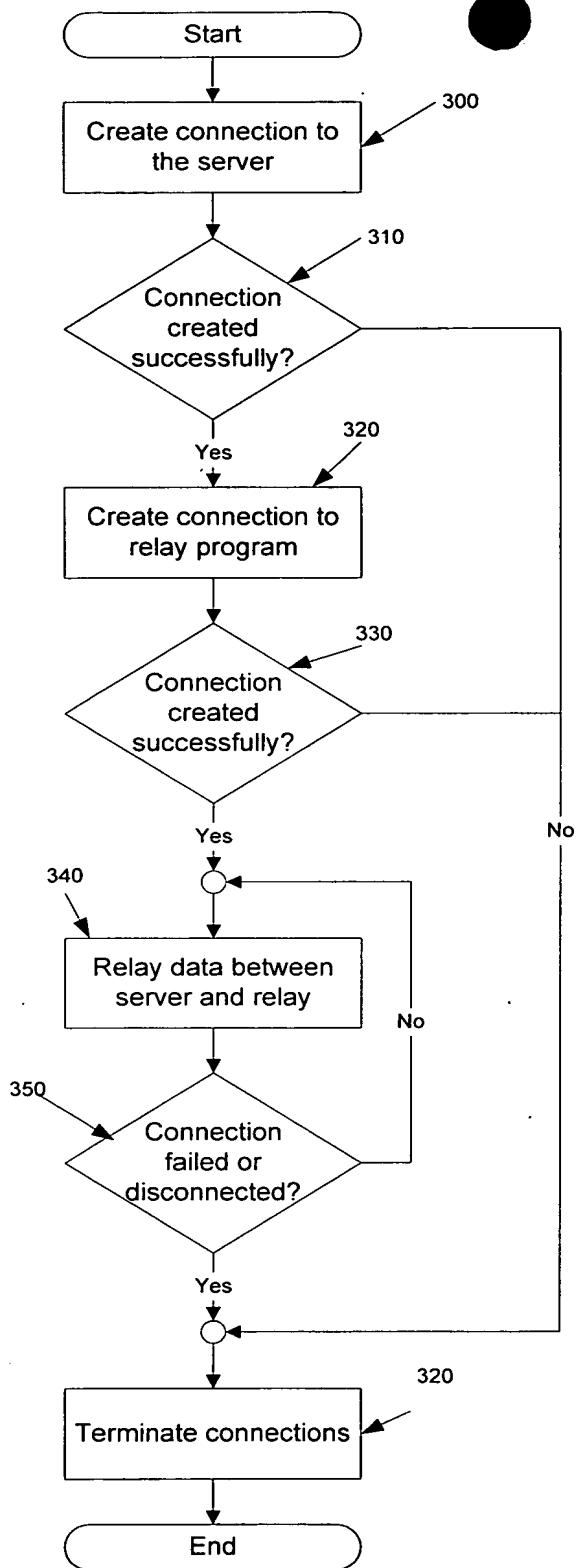 Start
300
Create connection to
the server
310
Connection
created
successfully?
Yes
320
Create connection to
relay program
330
Connection
created
successfully?
No
Yes
340
Relay data between
server and relay
No
350
Connection
failed or
disconnected?
Yes
320
Terminate connections
End